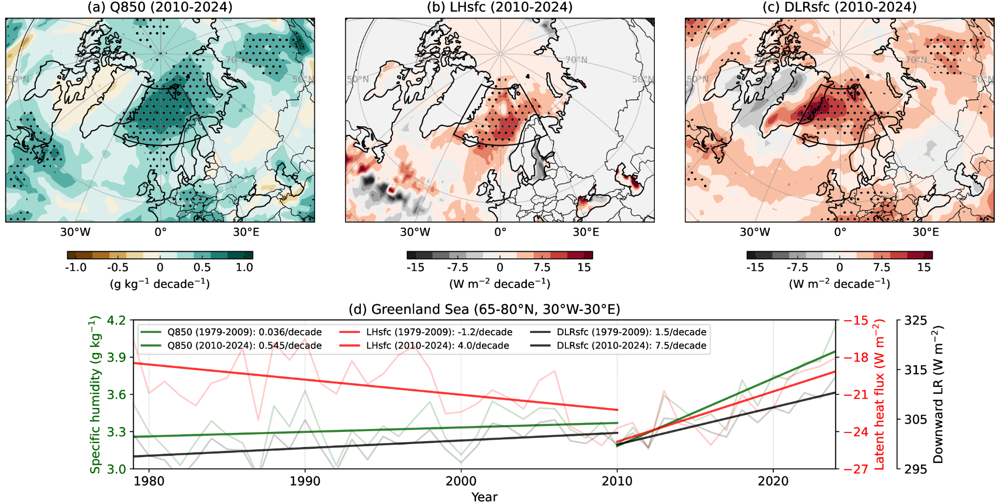 (a) Q850 (2010-2024)
(b) LHsfc (2010-2024)
(c) DLRsfc (2010-2024)
70°N 70°N
50°N 50°N
70°N 70°N
50°N 50°N
70°N 70°N
50°N 50°N
30°W 0° 30°E
30°W 0° 30°E
30°W 0° 30°E
-1.0 -0.5 0 0.5 1.0
(g kg⁻¹ decade⁻¹)
-15 -7.5 0 7.5 15
(W m⁻² decade⁻¹)
-15 -7.5 0 7.5 15
(W m⁻² decade⁻¹)
(d) Greenland Sea (65-80°N, 30°W-30°E)
Q850 (1979-2009): 0.036/decade
Q850 (2010-2024): 0.545/decade
LHsfc (1979-2009): -1.2/decade
LHsfc (2010-2024): 4.0/decade
DLRsfc (1979-2009): 1.5/decade
DLRsfc (2010-2024): 7.5/decade
Specific humidity (g kg⁻¹)
4.2
3.9
3.6
3.3
3.0
−15
−18
−21
−24
−27
Latent heat flux (W m⁻²)
325
315
305
295
Downward LR (W m⁻²)
1980 1990 2000 2010 2020
Year